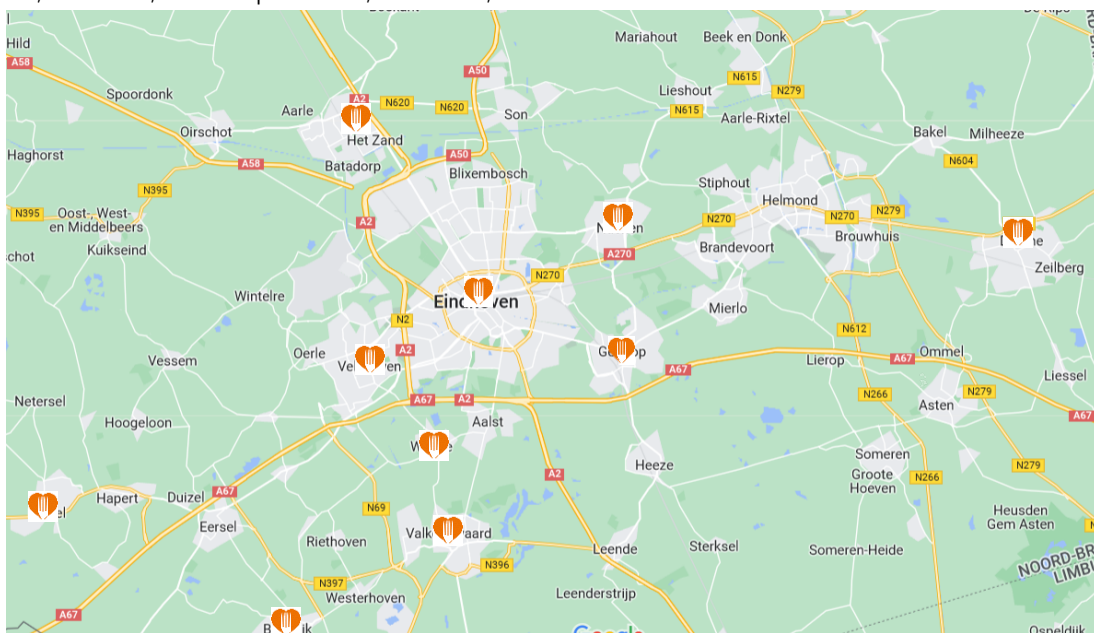 Mariahout
Beek en Donk
Hild
A58
A50
N615
Spoordonk
A2
N620
N620
Lieshout
N279
Aarle
Son
N615
Aarle-Rixtel
Oirschot
Het Zand
Bakel
Milheeze
Haghorst
A58
A50
Batadorp
Blixembosch
N604
N395
Stiphout
N395
Oost-, West-
en Middelbeers
A2
Helmond
N270
N270
N279
Kuikseind
Brandevoort
Brouwhuis
A270
Zeilberg
N270
Wintelre
Eindhoven
Mierlo
N2
N612
Oerle
A2
Vessem
Lierop
A67
Ommel
A67
Liessel
Netersel
A67
A2
N266
N279
Asten
A67
Hoogeloon
Aalst
Someren
Heeze
N279
Groote
Hoeven
A2
N266
Hapert
Duizel
A67
N69
Heusden
Gem Asten
Eersel
Riethoven
Leende
Sterksel
Someren-Heide
N396
N397
Westerhoven
Leenderstrijp
A67